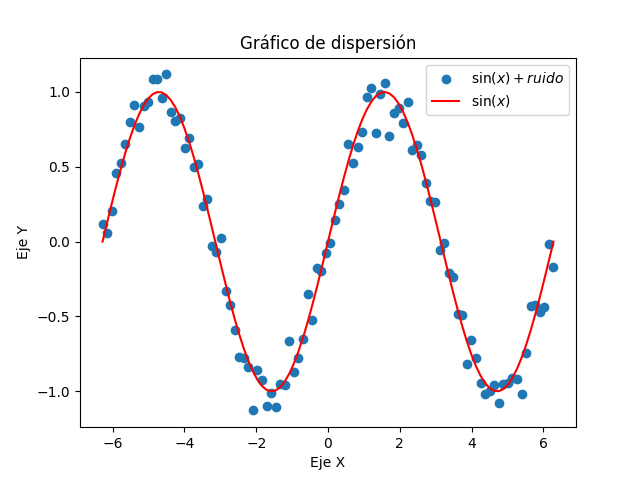 Gráfico de dispersión
sin(x) + ruido
sin(x)
1.0
0.5
0.0
−0.5
−1.0
Eje Y
−6 −4 −2 0 2 4 6
Eje X